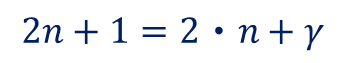 2n + 1 = 2 · n + γ